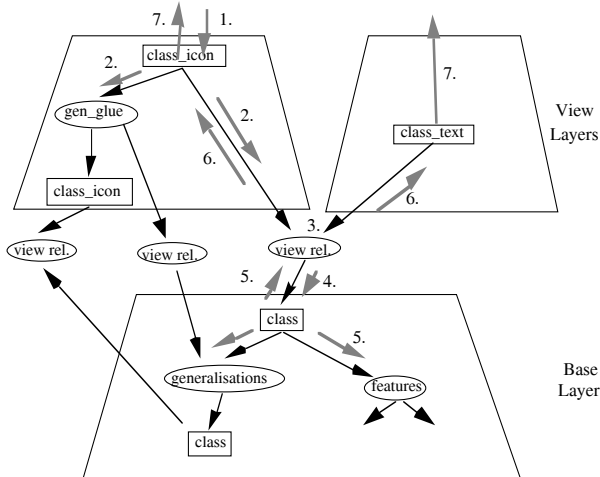 7.
1.
class_icon
2.
7.
gen_glue
2.
View
Layers
class_text
6.
class_icon
6.
3.
view rel.
view rel.
view rel.
5.
4.
class
5.
generalisations
features
Base
Layer
class